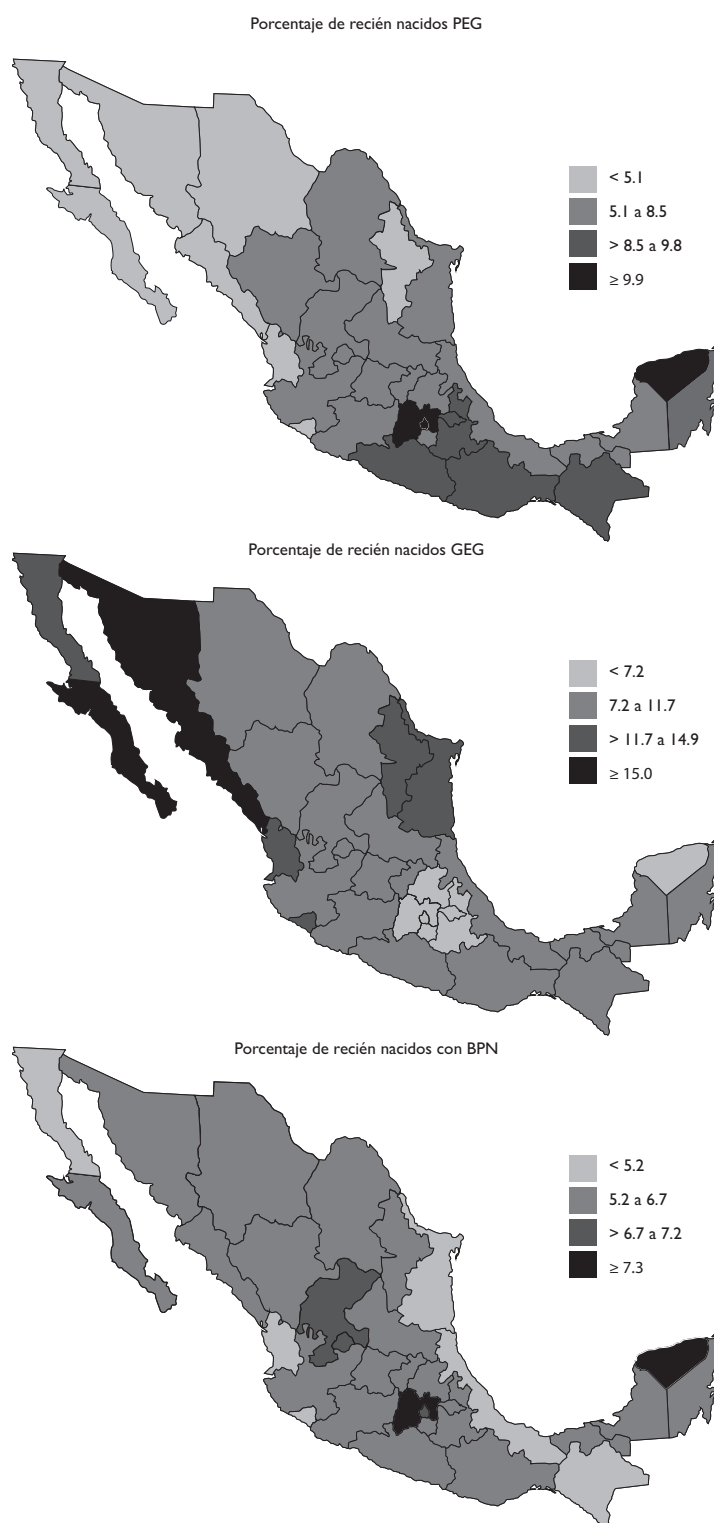 Porcentaje de recién nacidos PEG
< 5.1
5.1 a 8.5
> 8.5 a 9.8
≥ 9.9
Porcentaje de recién nacidos GEG
< 7.2
7.2 a 11.7
> 11.7 a 14.9
≥ 15.0
Porcentaje de recién nacidos con BPN
< 5.2
5.2 a 6.7
> 6.7 a 7.2
≥ 7.3